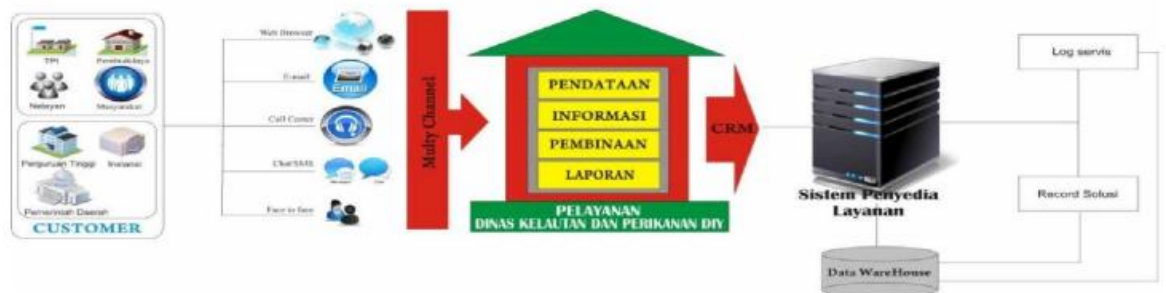 TPI
Pembudidaya
Nelayan
Masyarakat
Perguruan Tinggi
Instansi
Pemerintah Daerah
CUSTOMER
Web Browser
Email
Email
Call Center
Chat/SMS
Face to face
Multy Channel
PENDATAAN
INFORMASI
PEMBINAAN
LAPORAN
PELAYANAN
DINAS KELAUTAN DAN PERIKANAN DIY
CRM
Sistem Penyedia
Layanan
Log servis
Record Solusi
Data WareHouse